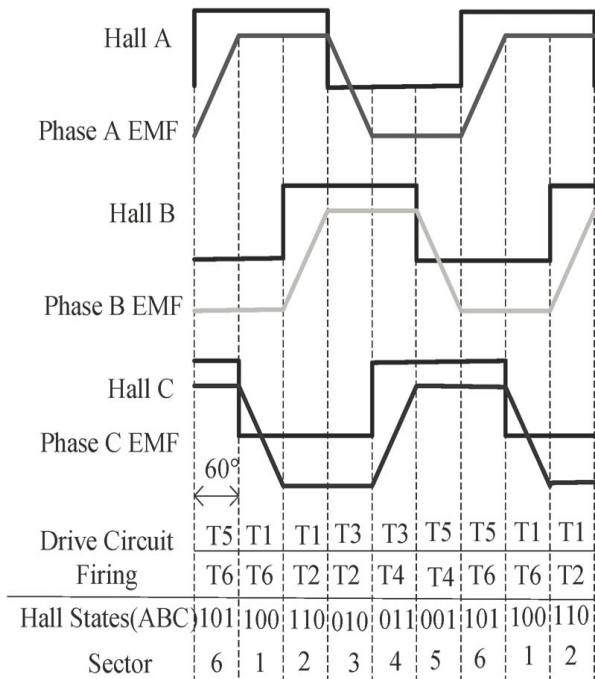 Hall A
Phase A EMF
Hall B
Phase B EMF
Hall C
Phase C EMF
60°
Drive Circuit T5 T1 T1 T3 T3 T5 T5 T1 T1
Firing T6 T6 T2 T2 T4 T4 T6 T6 T2
Hall States(ABC) 101 100 110 010 011 001 101 100 110
Sector 6 1 2 3 4 5 6 1 2